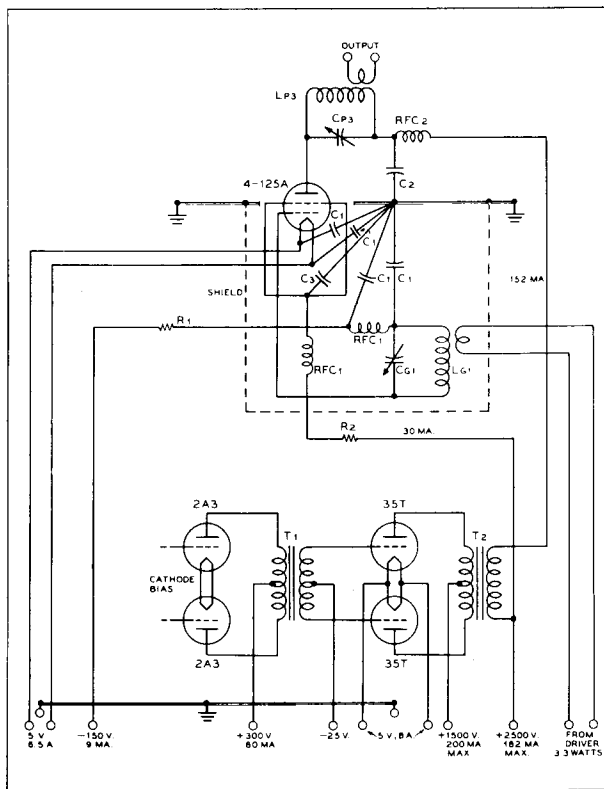 OUTPUT
LP3
CP3
RFC2
4-125A
C2
C1
C1
C3
C1
C1
SHIELD
152 MA
R1
RFC1
RFC1
CG1
LG1
R2
30 MA.
2A3
T1
35T
T2
CATHODE
BIAS
2A3
35T
5 V
6.5 A
-150 V.
9 MA.
+300 V
60 MA
-25 V.
5 V, 8 A
+1500 V.
200 MA
MAX
+2500 V.
182 MA
MAX.
FROM
DRIVER
3.3 WATTS